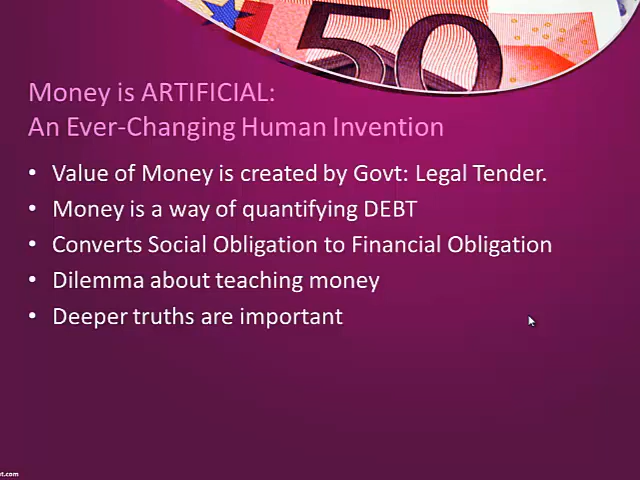 50
Money is ARTIFICIAL:
An Ever-Changing Human Invention
• Value of Money is created by Govt: Legal Tender.
• Money is a way of quantifying DEBT
• Converts Social Obligation to Financial Obligation
• Dilemma about teaching money
• Deeper truths are important
t.com